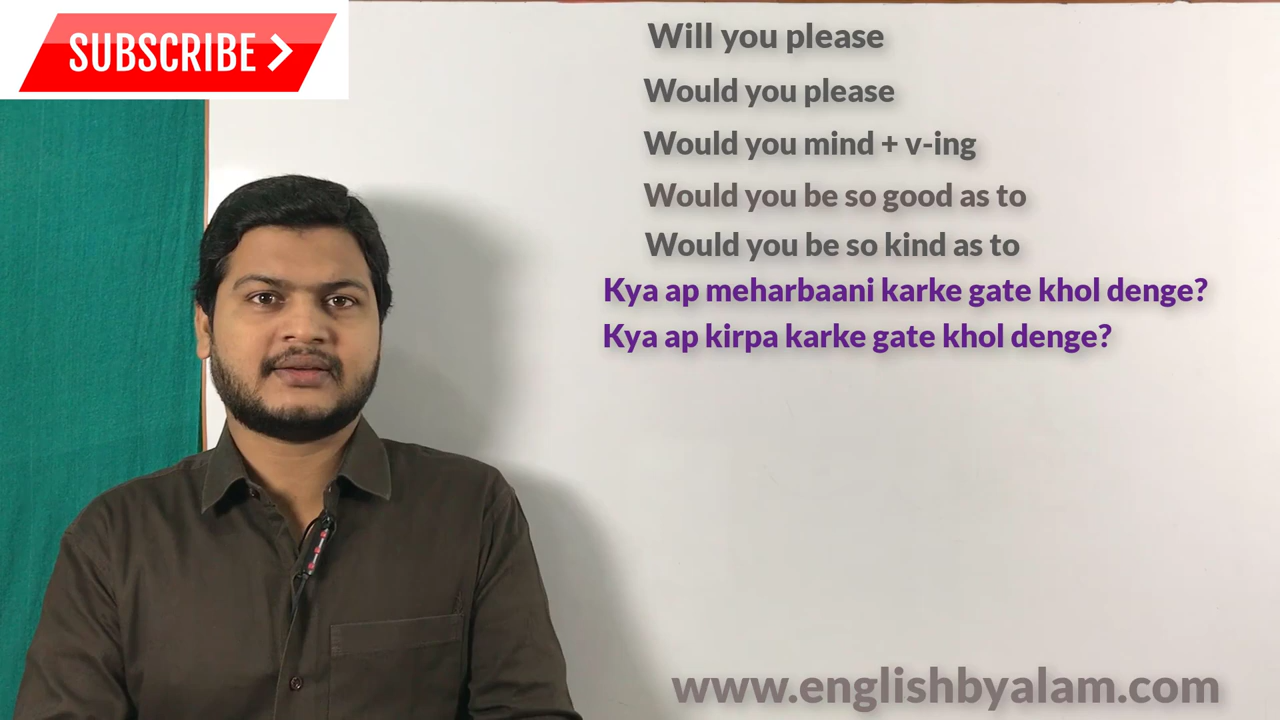 SUBSCRIBE
Will you please
Would you please
Would you mind + v-ing
Would you be so good as to
Would you be so kind as to
Kya ap meharbaani karke gate khol denge?
Kya ap kirpa karke gate khol denge?
www.englishbyalam.com